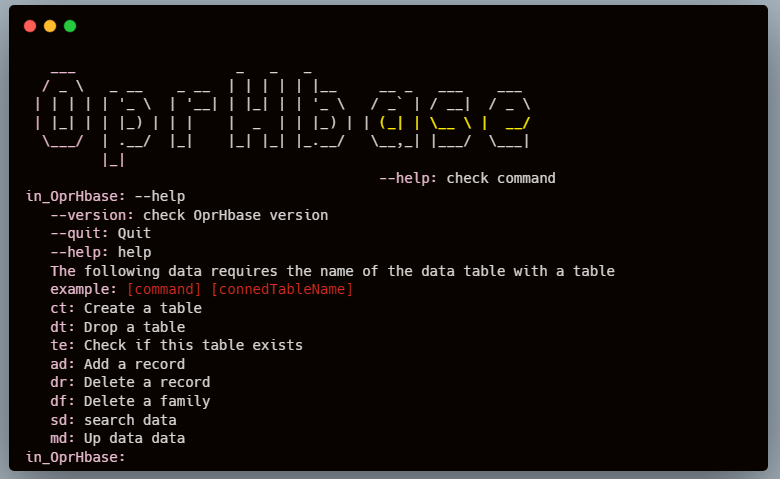 OprHbase
--help: check command
in_OprHbase: --help
--version: check OprHbase version
--quit: Quit
--help: help
The following data requires the name of the data table with a table
example: [command] [connedTableName]
ct: Create a table
dt: Drop a table
te: Check if this table exists
ad: Add a record
dr: Delete a record
df: Delete a family
sd: search data
md: Up data data
in_OprHbase: